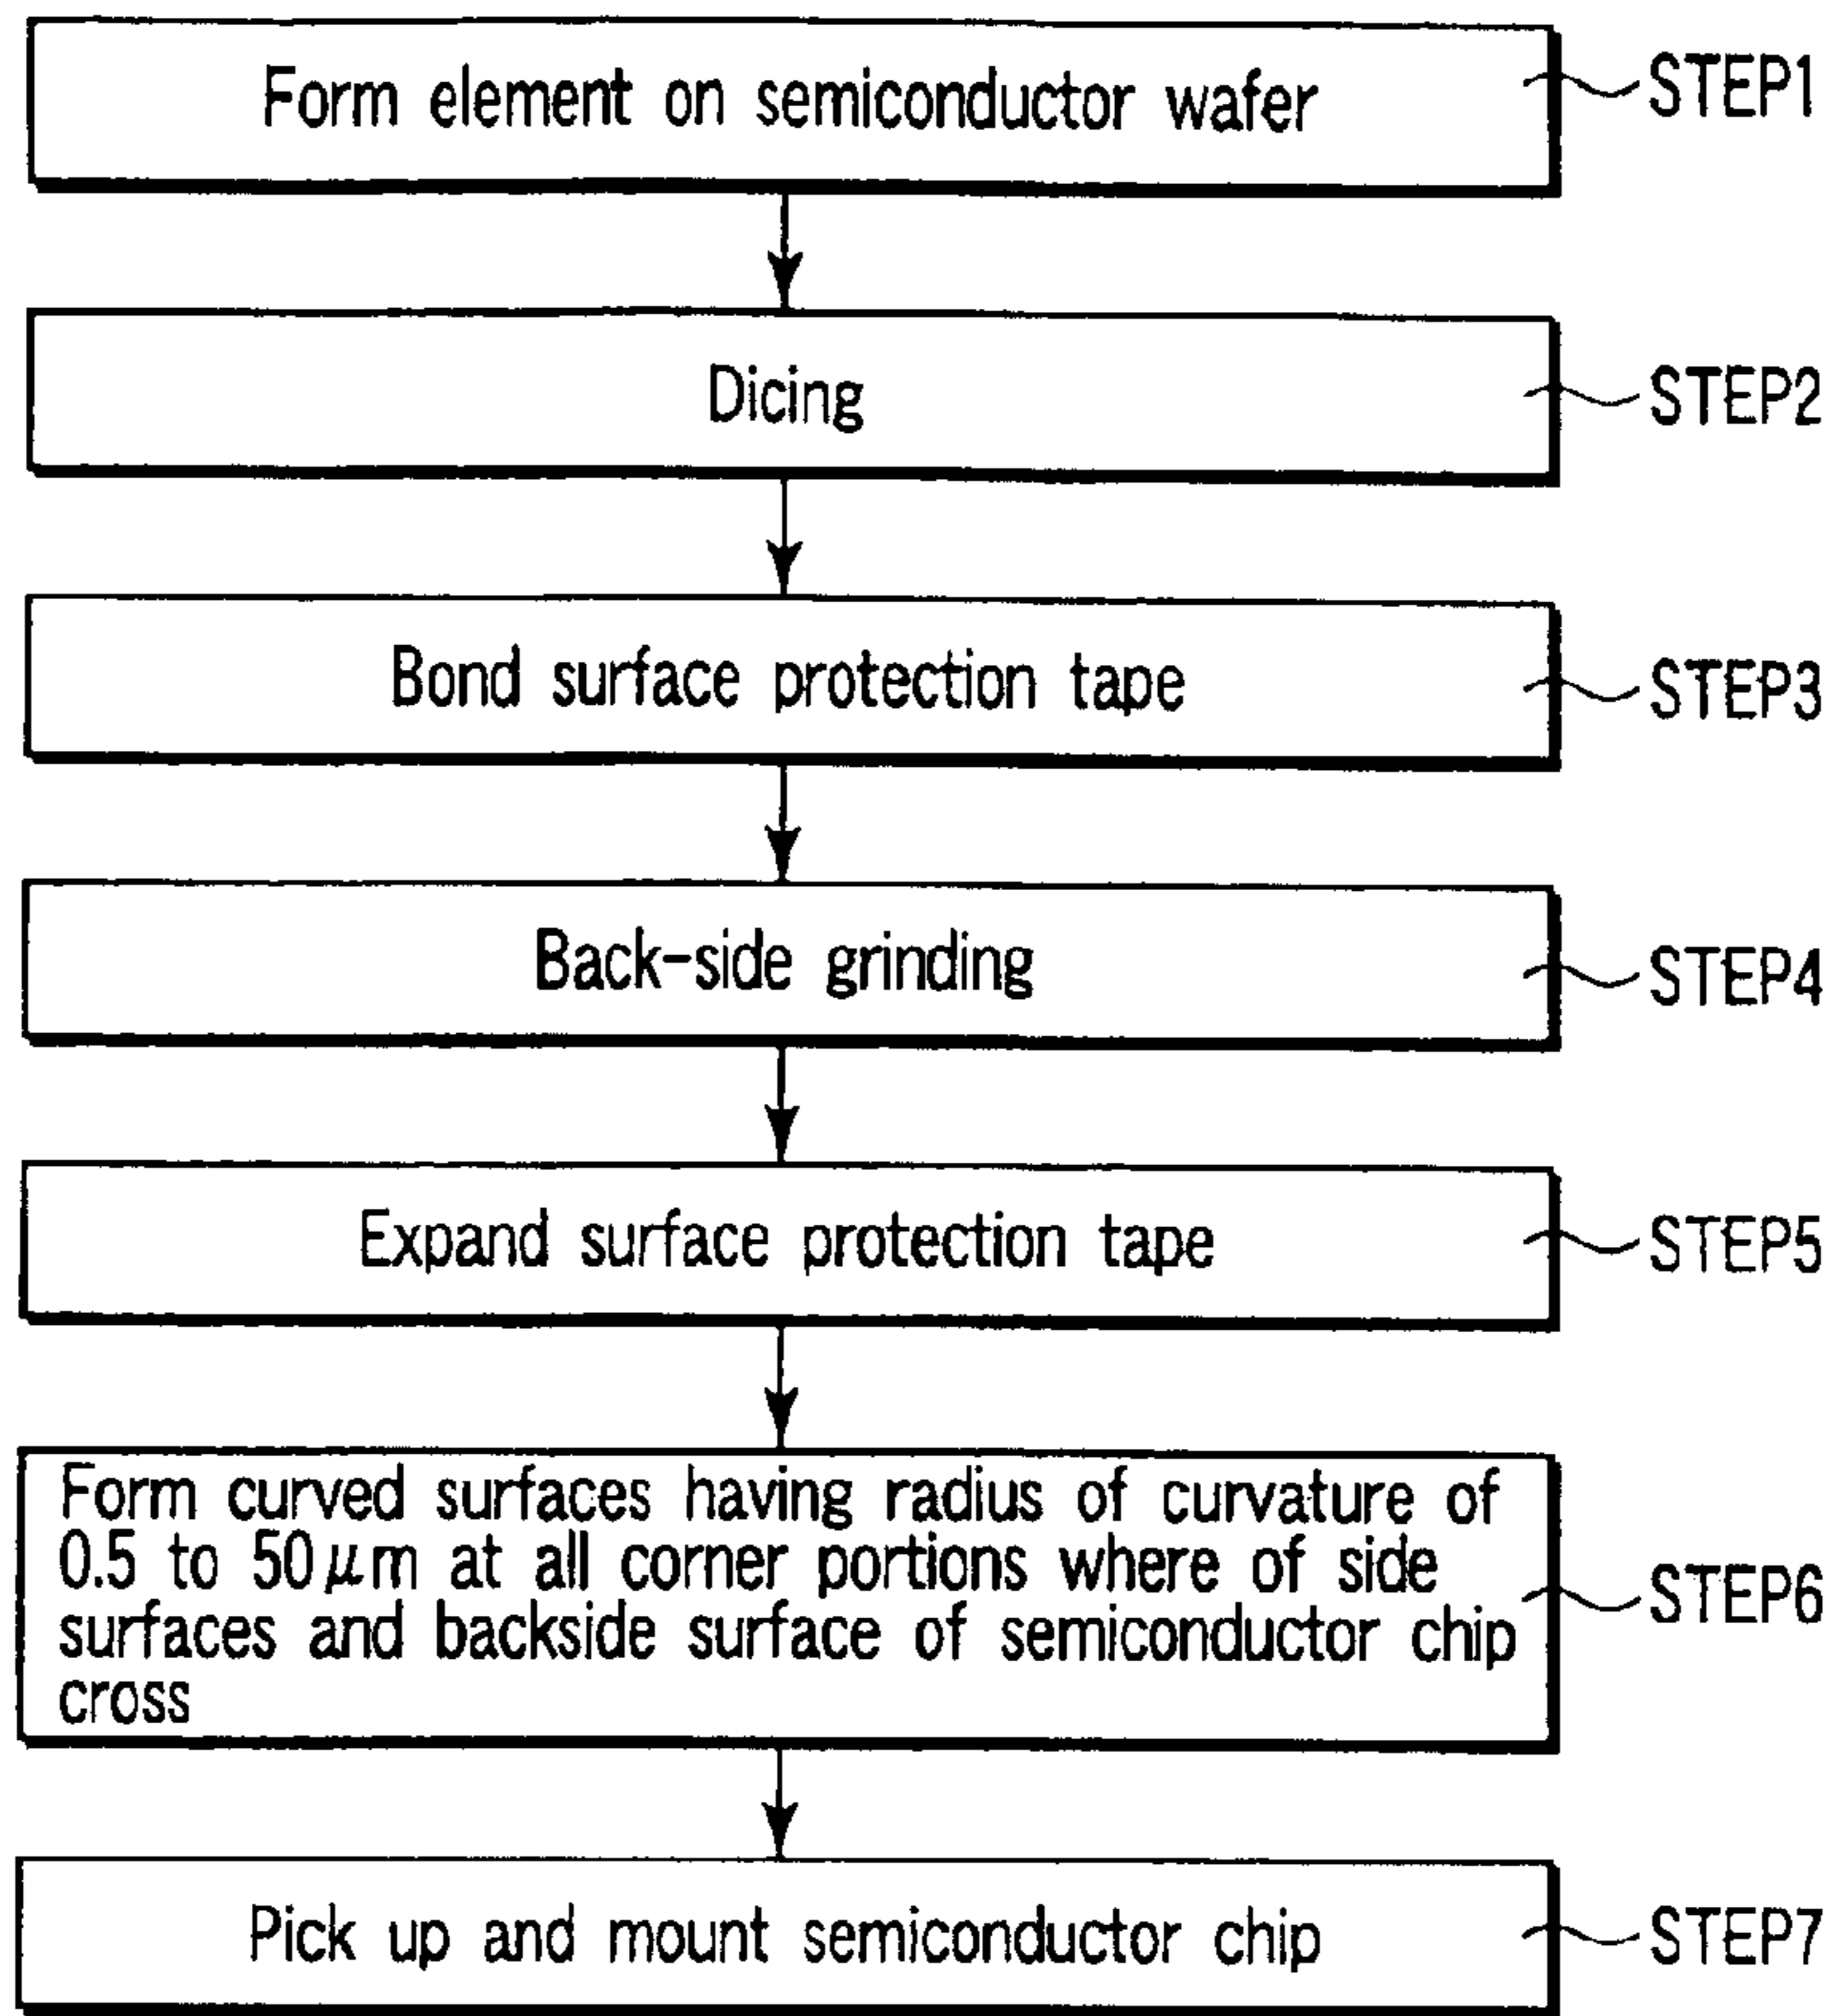 Form element on semiconductor wafer
STEP1
Dicing
STEP2
Bond surface protection tape
STEP3
Back-side grinding
STEP4
Expand surface protection tape
STEP5
Form curved surfaces having radius of curvature of
0.5 to 50μm at all corner portions where of side
surfaces and backside surface of semiconductor chip
cross
STEP6
Pick up and mount semiconductor chip
STEP7